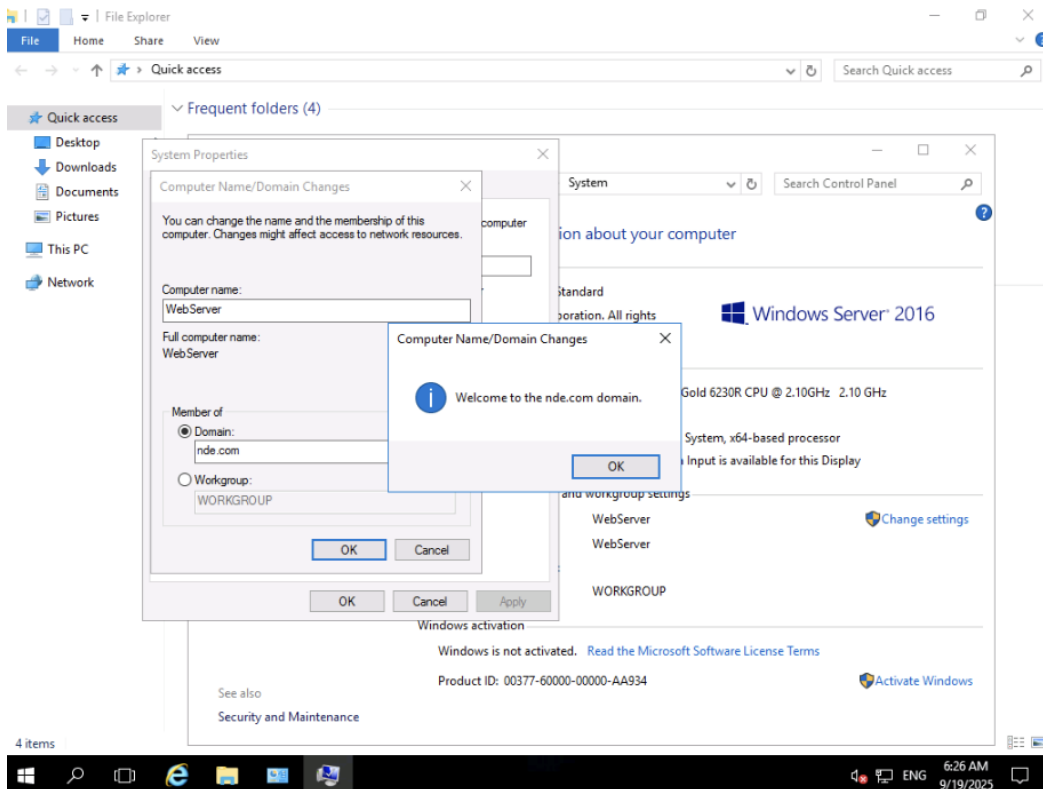 File Explorer
File Home Share View
Quick access
Search Quick access
Quick access
Desktop
Downloads
Documents
Pictures
This PC
Network
Frequent folders (4)
System Properties
computer
Computer Name/Domain Changes
You can change the name and the membership of this
computer. Changes might affect access to network resources.
Computer name:
WebServer
Full computer name:
WebServer
Member of
Domain:
nde.com
Workgroup:
WORKGROUP
OK Cancel
OK Cancel Apply
Computer Name/Domain Changes
Welcome to the nde.com domain.
OK
System
Search Control Panel
ion about your computer
Standard
poration. All rights
Windows Server® 2016
Gold 6230R CPU @ 2.10GHz 2.10 GHz
System, x64-based processor
Input is available for this Display
and workgroup settings
WebServer
Change settings
WebServer
WORKGROUP
Windows activation
Windows is not activated. Read the Microsoft Software License Terms
Product ID: 00377-60000-00000-AA934
Activate Windows
See also
Security and Maintenance
4 items
ENG
6:26 AM
9/19/2025